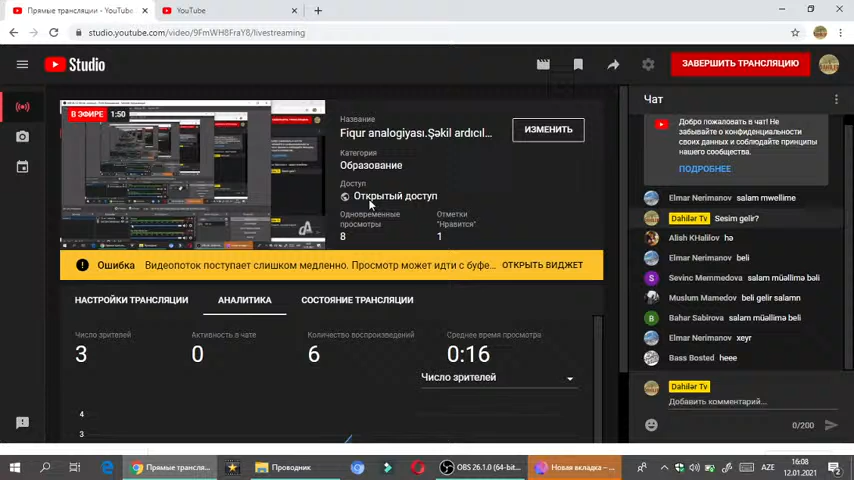 Прямые трансляции - YouTub
YouTube
studio.youtube.com/video/9FmWH8FraY8/livestreaming
Studio
ЗАВЕРШИТЬ ТРАНСЛЯЦИЮ
DAHILER
В ЭФИРЕ 1:50
Название
Fiqur analogiyası.Şəkil ardıcıl...
ИЗМЕНИТЬ
Категория
Образование
Доступ
Открытый доступ
Одновременные просмотры
8
Отметки "Нравится"
1
Ошибка Видеопоток поступает слишком медленно. Просмотр может идти с буфе... ОТКРЫТЬ ВИДЖЕТ
НАСТРОЙКИ ТРАНСЛЯЦИИ АНАЛИТИКА СОСТОЯНИЕ ТРАНСЛЯЦИИ
Число зрителей Активность в чате Количество воспроизведений Среднее время просмотра
3 0 6 0:16
Число зрителей
4
3
Чат
Добро пожаловать в чат! Не
забывайте о конфиденциальности
своих данных и соблюдайте принципы
нашего сообщества.
ПОДРОБНЕЕ
Elmar Nerimanov salam mwellime
Dahilər Tv Sesim gelir?
Alish KHalilov hə
Elmar Nerimanov beli
S Sevinc Memmedova salam müəllimə bəli
Muslum Mamedov beli gelir salamn
B Bahar Sabirova salam müəllimə beli
Elmar Nerimanov xeyr
Bass Bosted heee
Dahilər Tv
Добавить комментарий...
0/200
Прямые трансля...
Проводник
OBS 26.1.0 (64-bit...
Новая вкладка – ...
AZE
16:08
12.01.2021
2